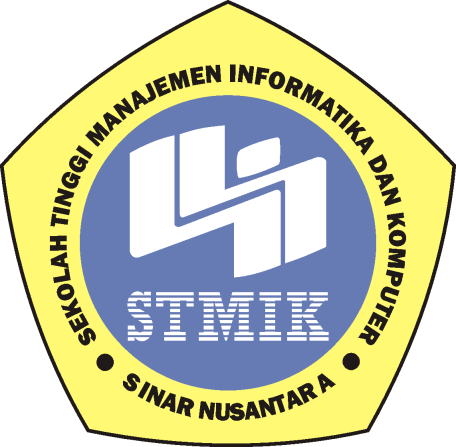 SEKOLAH TINGGI MANAJEMEN INFORMATIKA DAN KOMPUTER
STMIK
SINAR NUSANTARA